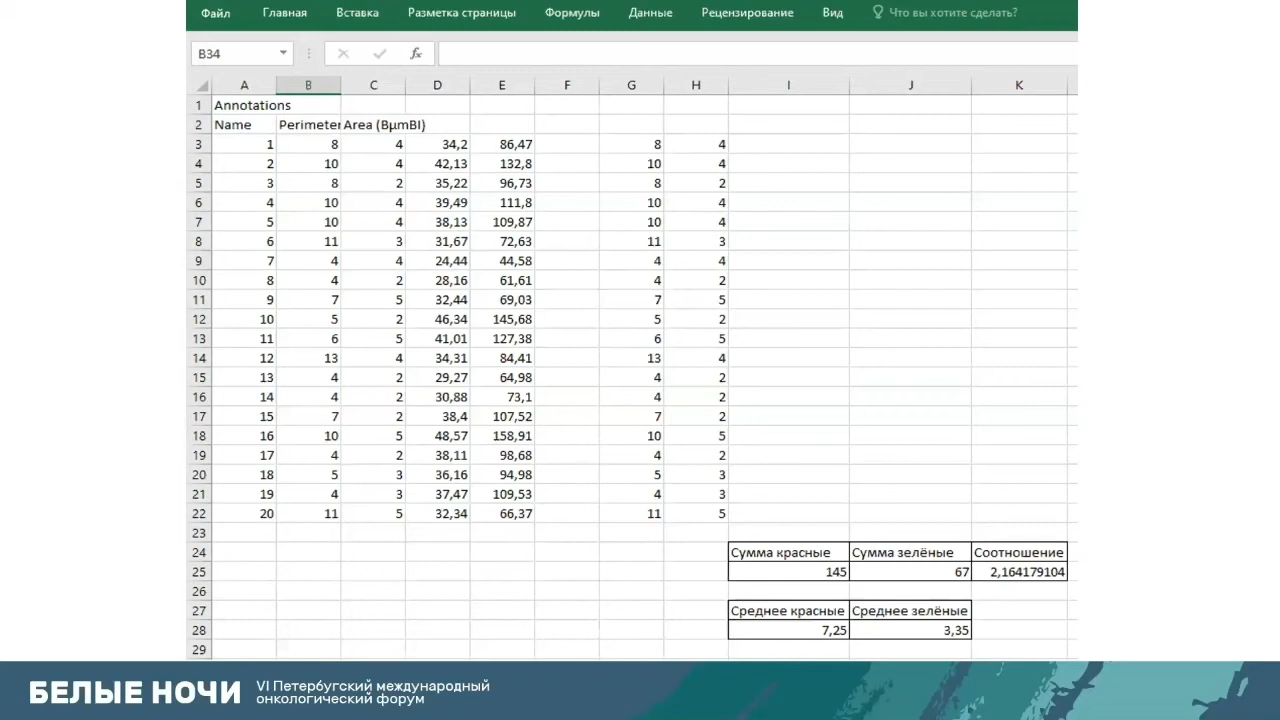 Файл Главная Вставка Разметка страницы Формулы Данные Рецензирование Вид Что вы хотите сделать?
B34 fx
A B C D E F G H I J K
1 Annotations
2 Name Perimeter Area (ВµmВІ)
3 1 8 4 34,2 86,47 8 4
4 2 10 4 42,13 132,8 10 4
5 3 8 2 35,22 96,73 8 2
6 4 10 4 39,49 111,8 10 4
7 5 10 4 38,13 109,87 10 4
8 6 11 3 31,67 72,63 11 3
9 7 4 4 24,44 44,58 4 4
10 8 4 2 28,16 61,61 4 2
11 9 7 5 32,44 69,03 7 5
12 10 5 2 46,34 145,68 5 2
13 11 6 5 41,01 127,38 6 5
14 12 13 4 34,31 84,41 13 4
15 13 4 2 29,27 64,98 4 2
16 14 4 2 30,88 73,1 4 2
17 15 7 2 38,4 107,52 7 2
18 16 10 5 48,57 158,91 10 5
19 17 4 2 38,11 98,68 4 2
20 18 5 3 36,16 94,98 5 3
21 19 4 3 37,47 109,53 4 3
22 20 11 5 32,34 66,37 11 5
23
24 Сумма красные Сумма зелёные Соотношение
25 145 67 2,164179104
26
27 Среднее красные Среднее зелёные
28 7,25 3,35
29
БЕЛЫЕ НОЧИ
VI Петербургский международный
онкологический форум